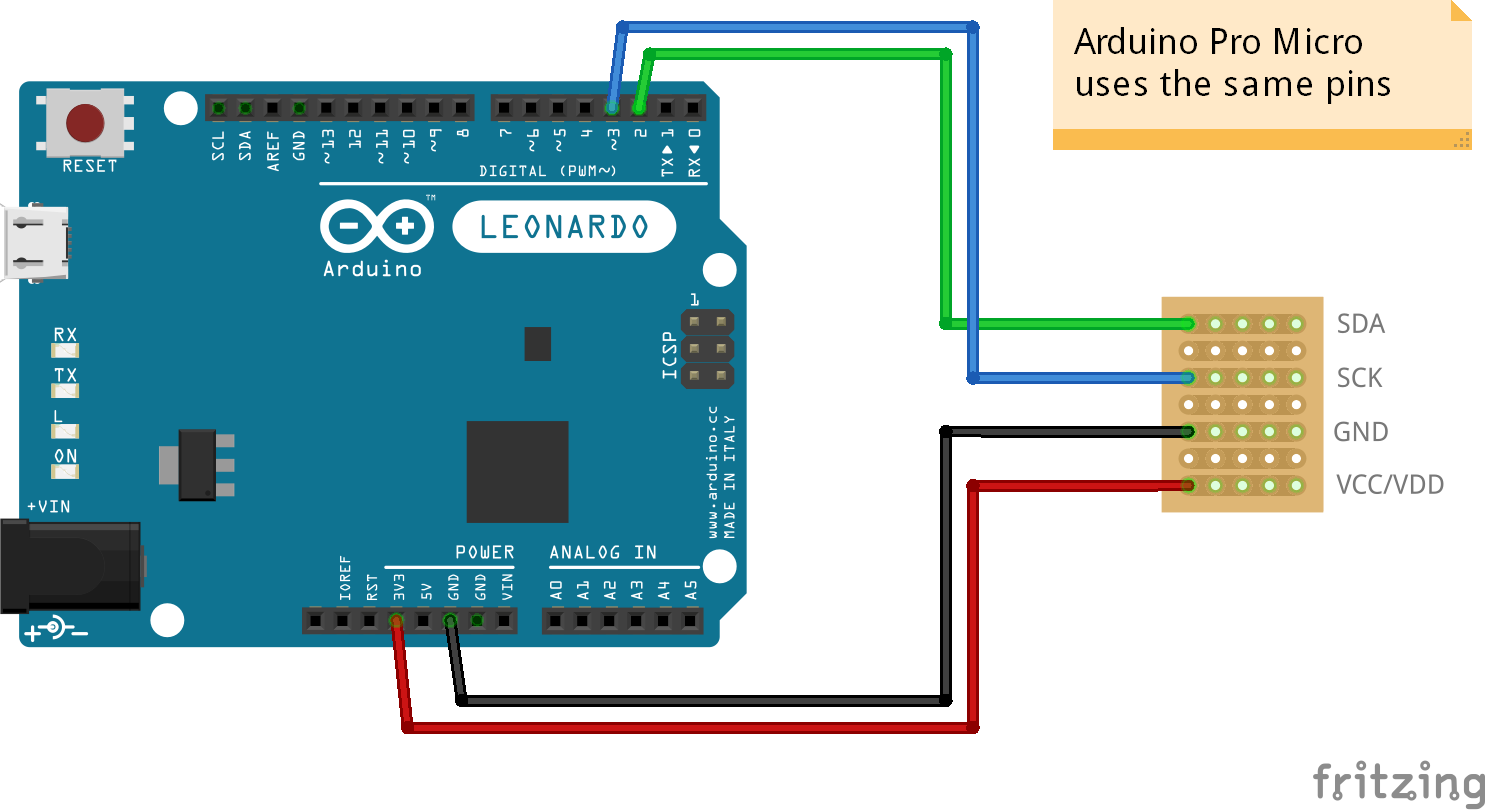 Arduino Pro Micro
uses the same pins
RESET
SCL
SDA
AREF
GND
~13
12
~11
~10
~9
8
7
~6
~5
4
~3
2
TX▶1
RX◀0
DIGITAL (PWM~)
TM
LEONARDO
Arduino
1
ICSP
RX
TX
L
ON
+VIN
www.arduino.cc
MADE IN ITALY
POWER
ANALOG IN
IOREF
RST
3V3
5V
GND
GND
VIN
A0
A1
A2
A3
A4
A5
SDA
SCK
GND
VCC/VDD
fritzing